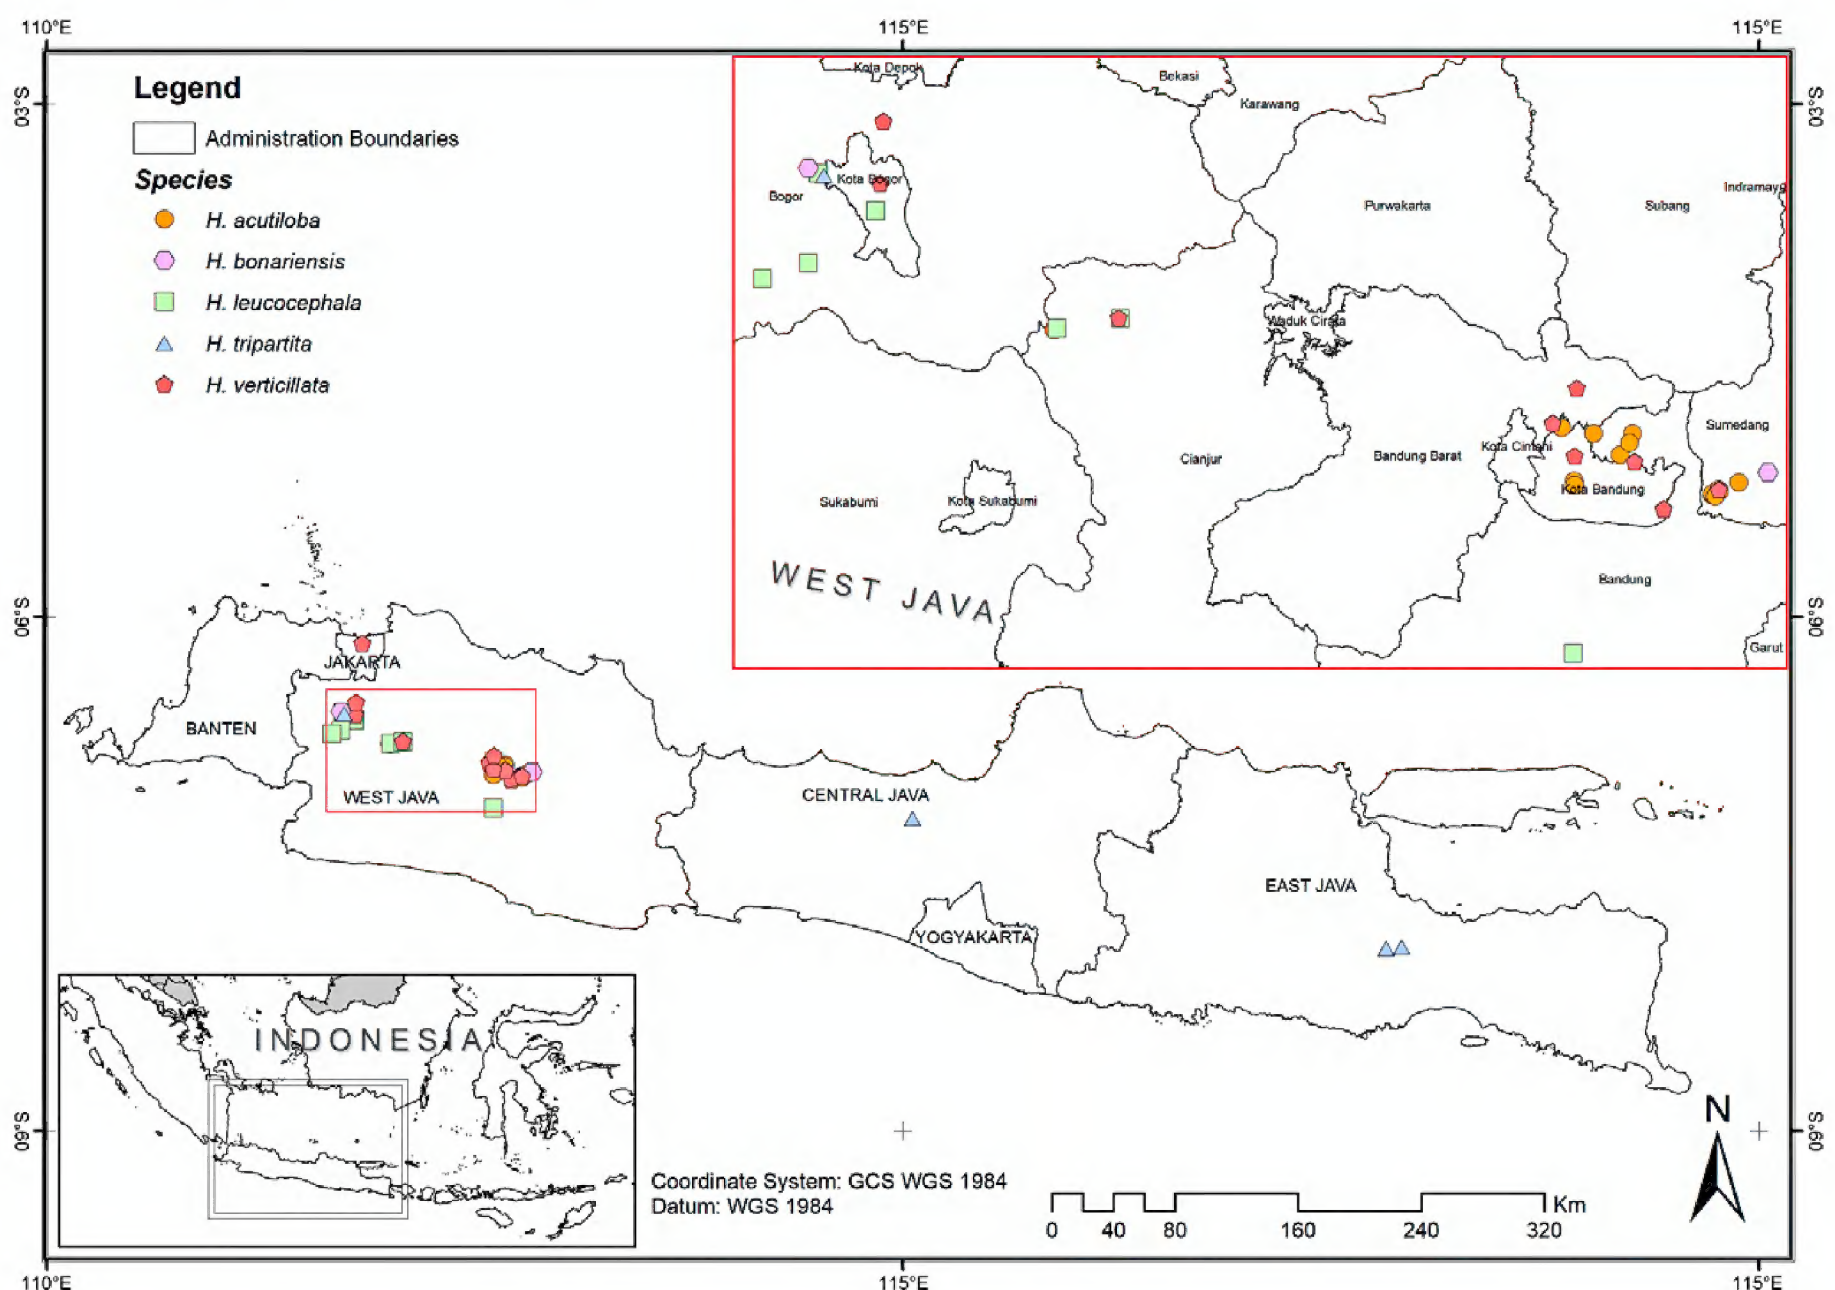 110°E
115°E
115°E
03°S
03°S
Legend
Administration Boundaries
Species
H. acutiloba
H. bonariensis
H. leucocephala
H. tripartita
H. verticillata
Kota Depok
Bekasi
Karawang
Kota Bogor
Bogor
Indramayu
Purwakarta
Subang
Waduk Cirata
Sumedang
Kota Cimahi
Cianjur
Bandung Barat
Kota Bandung
Sukabumi
Kota Sukabumi
Bandung
WEST JAVA
Garut
06°S
06°S
JAKARTA
BANTEN
WEST JAVA
CENTRAL JAVA
EAST JAVA
YOGYAKARTA
INDONESIA
N
09°S
09°S
Coordinate System: GCS WGS 1984
Datum: WGS 1984
Km
0 40 80 160 240 320
110°E
115°E
115°E